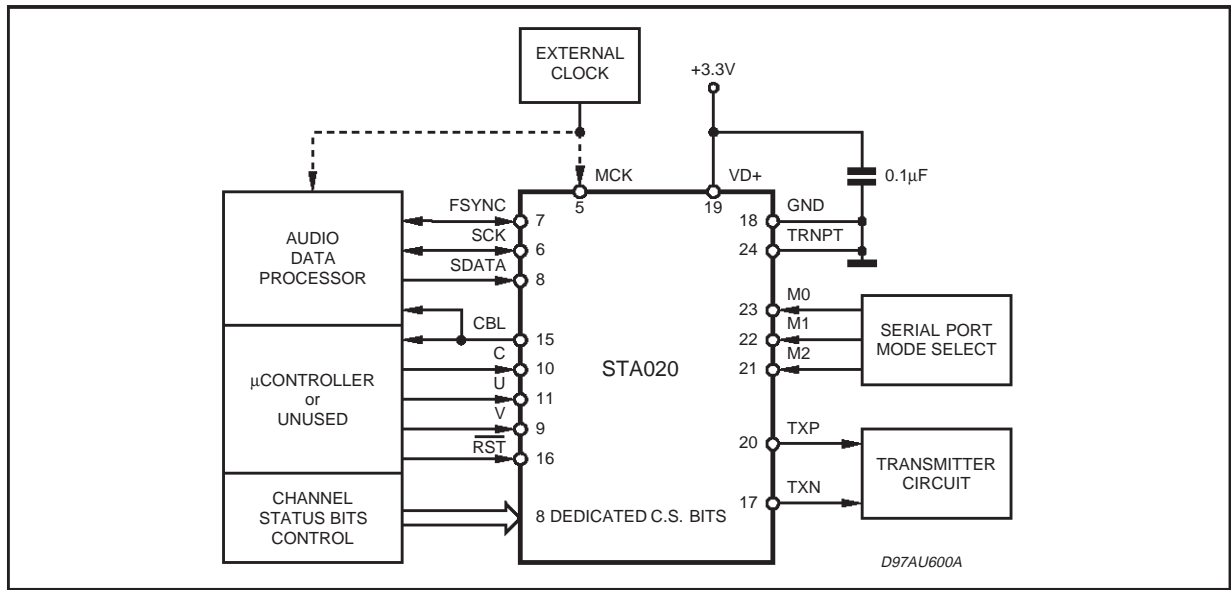 EXTERNAL
CLOCK
+3.3V
MCK
VD+
0.1µF
5
19
FSYNC
7
SCK
6
SDATA
8
AUDIO
DATA
PROCESSOR
18
GND
24
TRNPT
CBL
15
C
10
U
11
V
9
RST
16
µCONTROLLER
or
UNUSED
STA020
23
M0
22
M1
21
M2
SERIAL PORT
MODE SELECT
20
TXP
17
TXN
TRANSMITTER
CIRCUIT
CHANNEL
STATUS BITS
CONTROL
8 DEDICATED C.S. BITS
D97AU600A